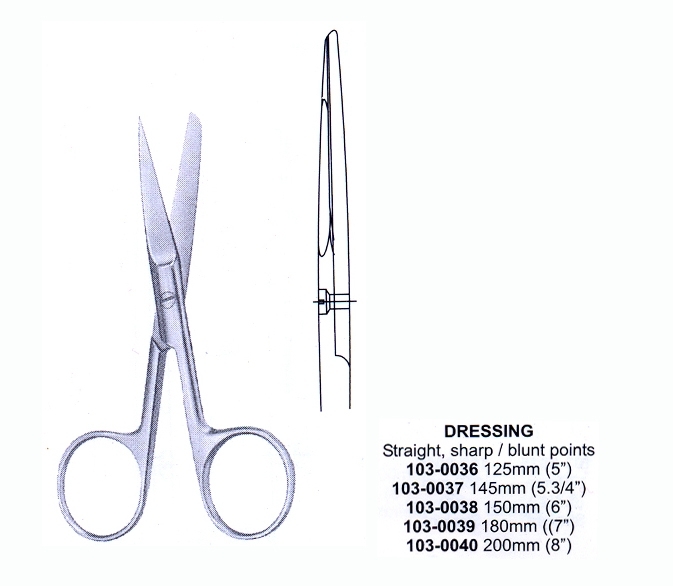 DRESSING
Straight, sharp / blunt points
103-0036 125mm (5”)
103-0037 145mm (5.3/4”)
103-0038 150mm (6”)
103-0039 180mm ((7”)
103-0040 200mm (8”)